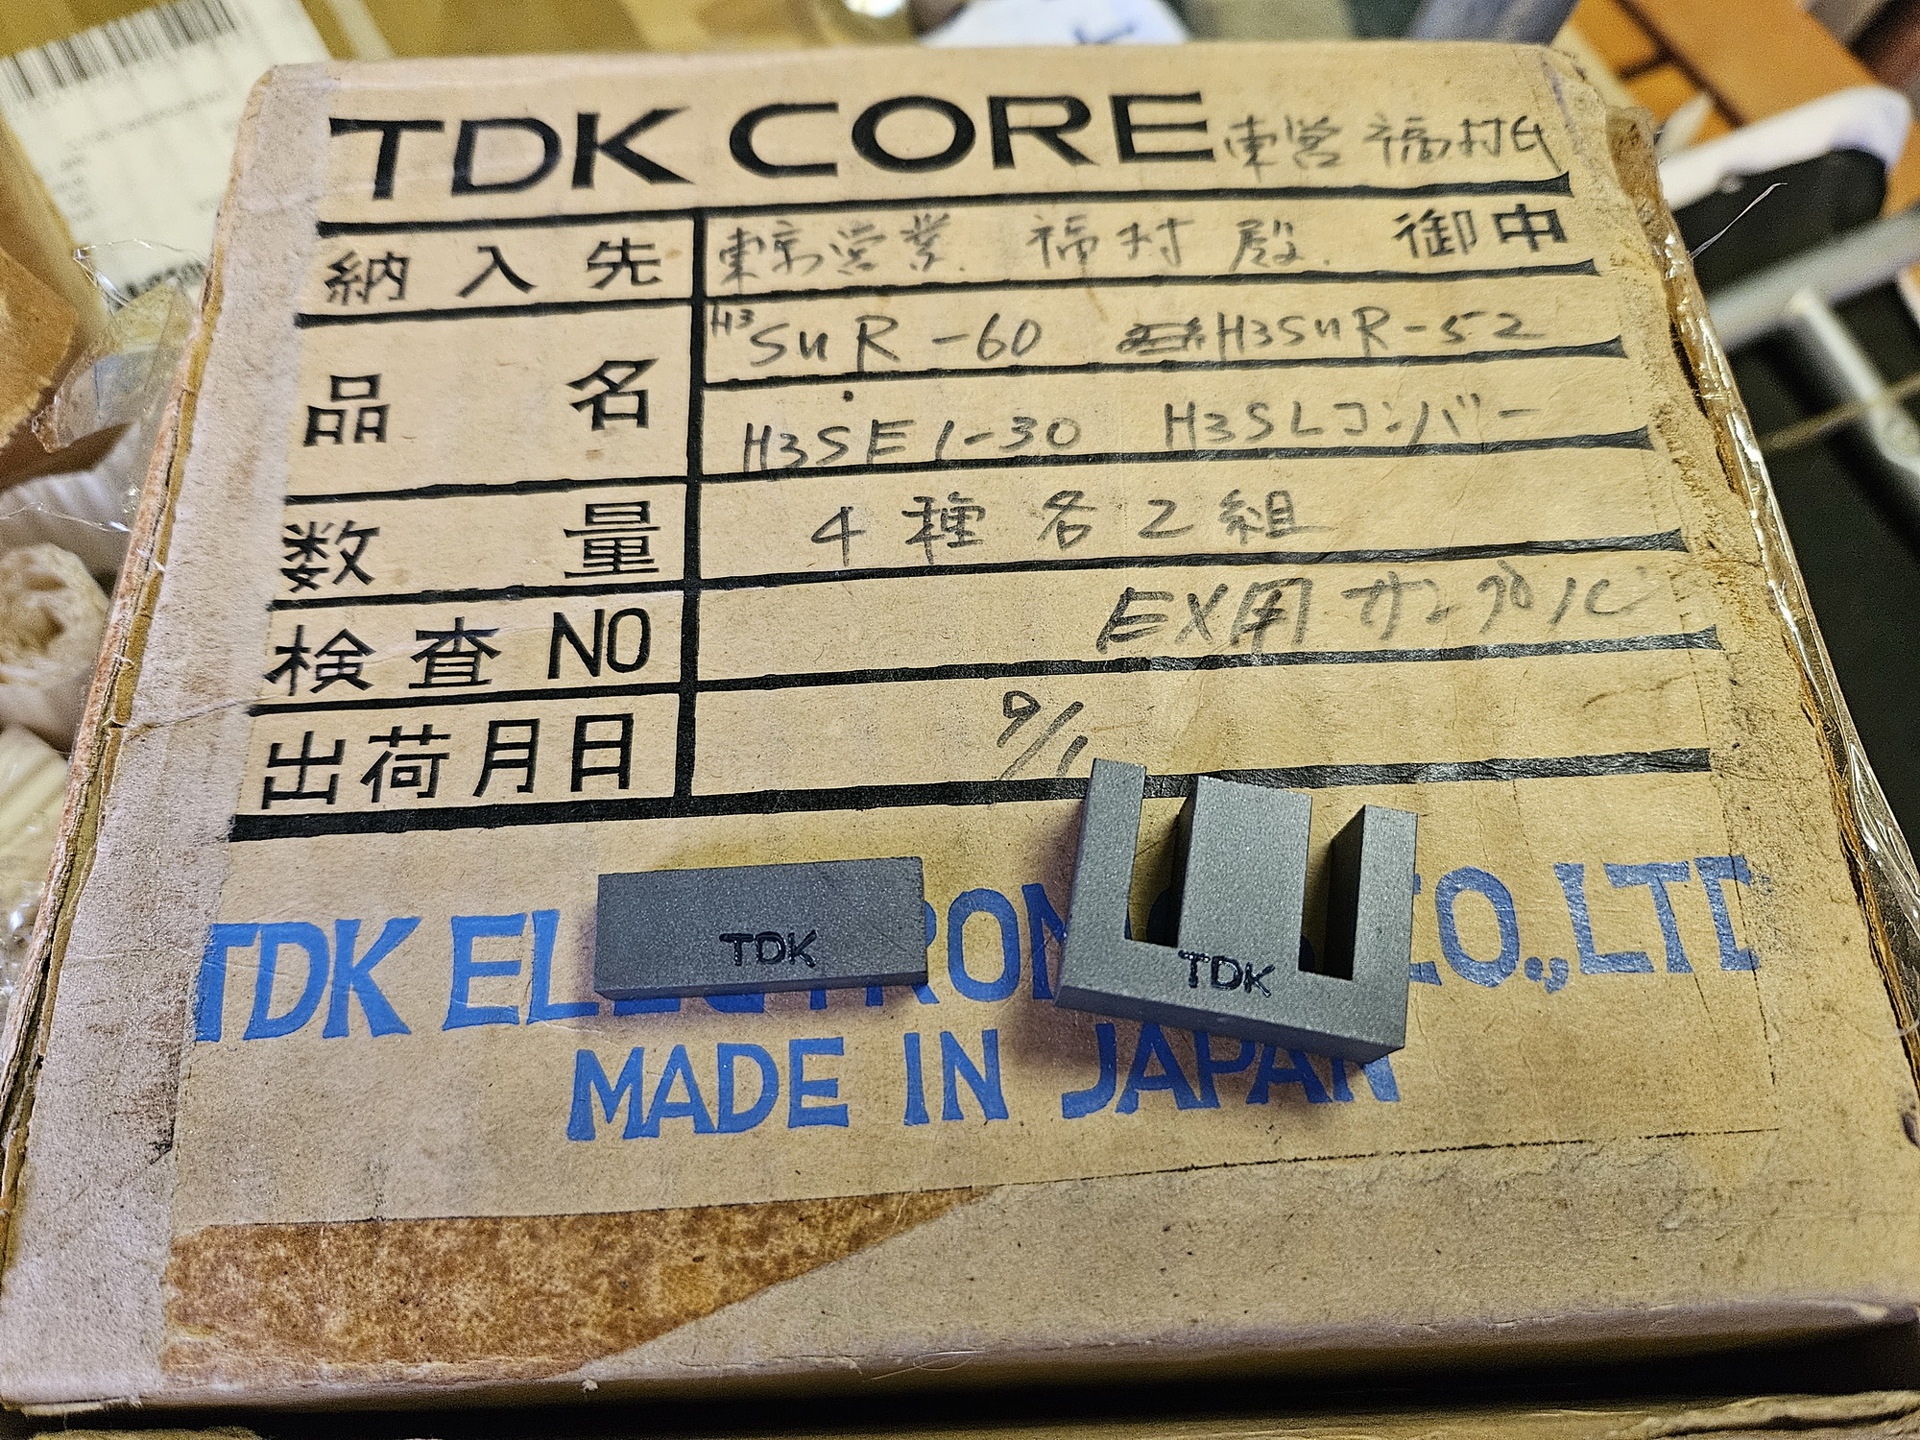 TDK CORE 東営 福村氏
納入先 東京営業 福村 殿 御中
品名 H3 SUR-60 H3SUR-52
H3SE1-30 H3SLコンバー
数量 4種各2組
検査NO EX用サンプル
出荷月日 9/1
TDK
TDK
TDK ELECTRONICS CO.,LTD
MADE IN JAPAN